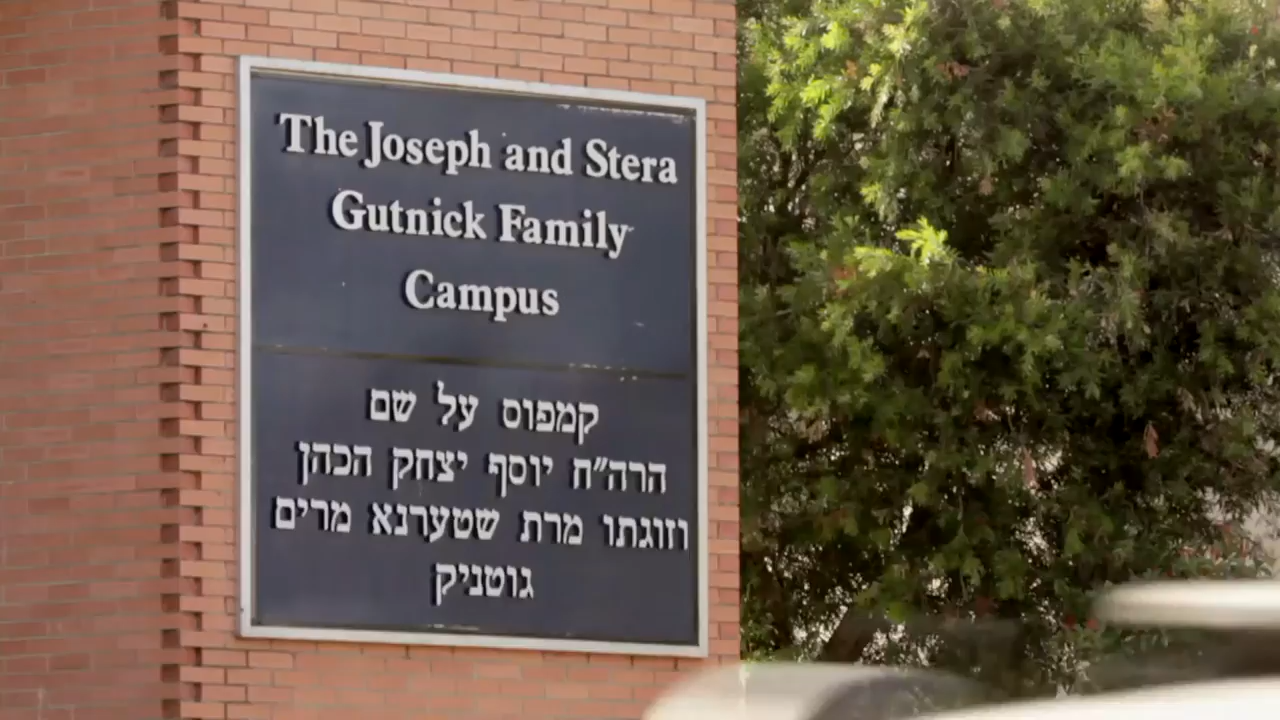 The Joseph and Stera
Gutnick Family
Campus
קמפוס על שם
הרה"ח יוסף יצחק הכהן
וזוגתו מרת שטערנא מרים
גוטניק